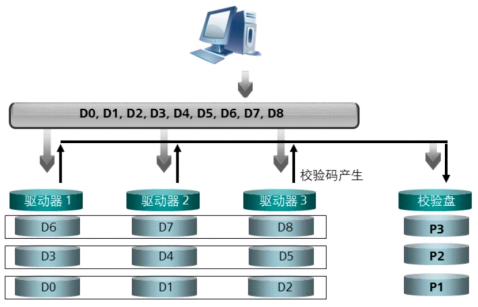 D0, D1, D2, D3, D4, D5, D6, D7, D8
校验码产生
驱动器 1 驱动器 2 驱动器 3 校验盘
D6 D7 D8 P3
D3 D4 D5 P2
D0 D1 D2 P1